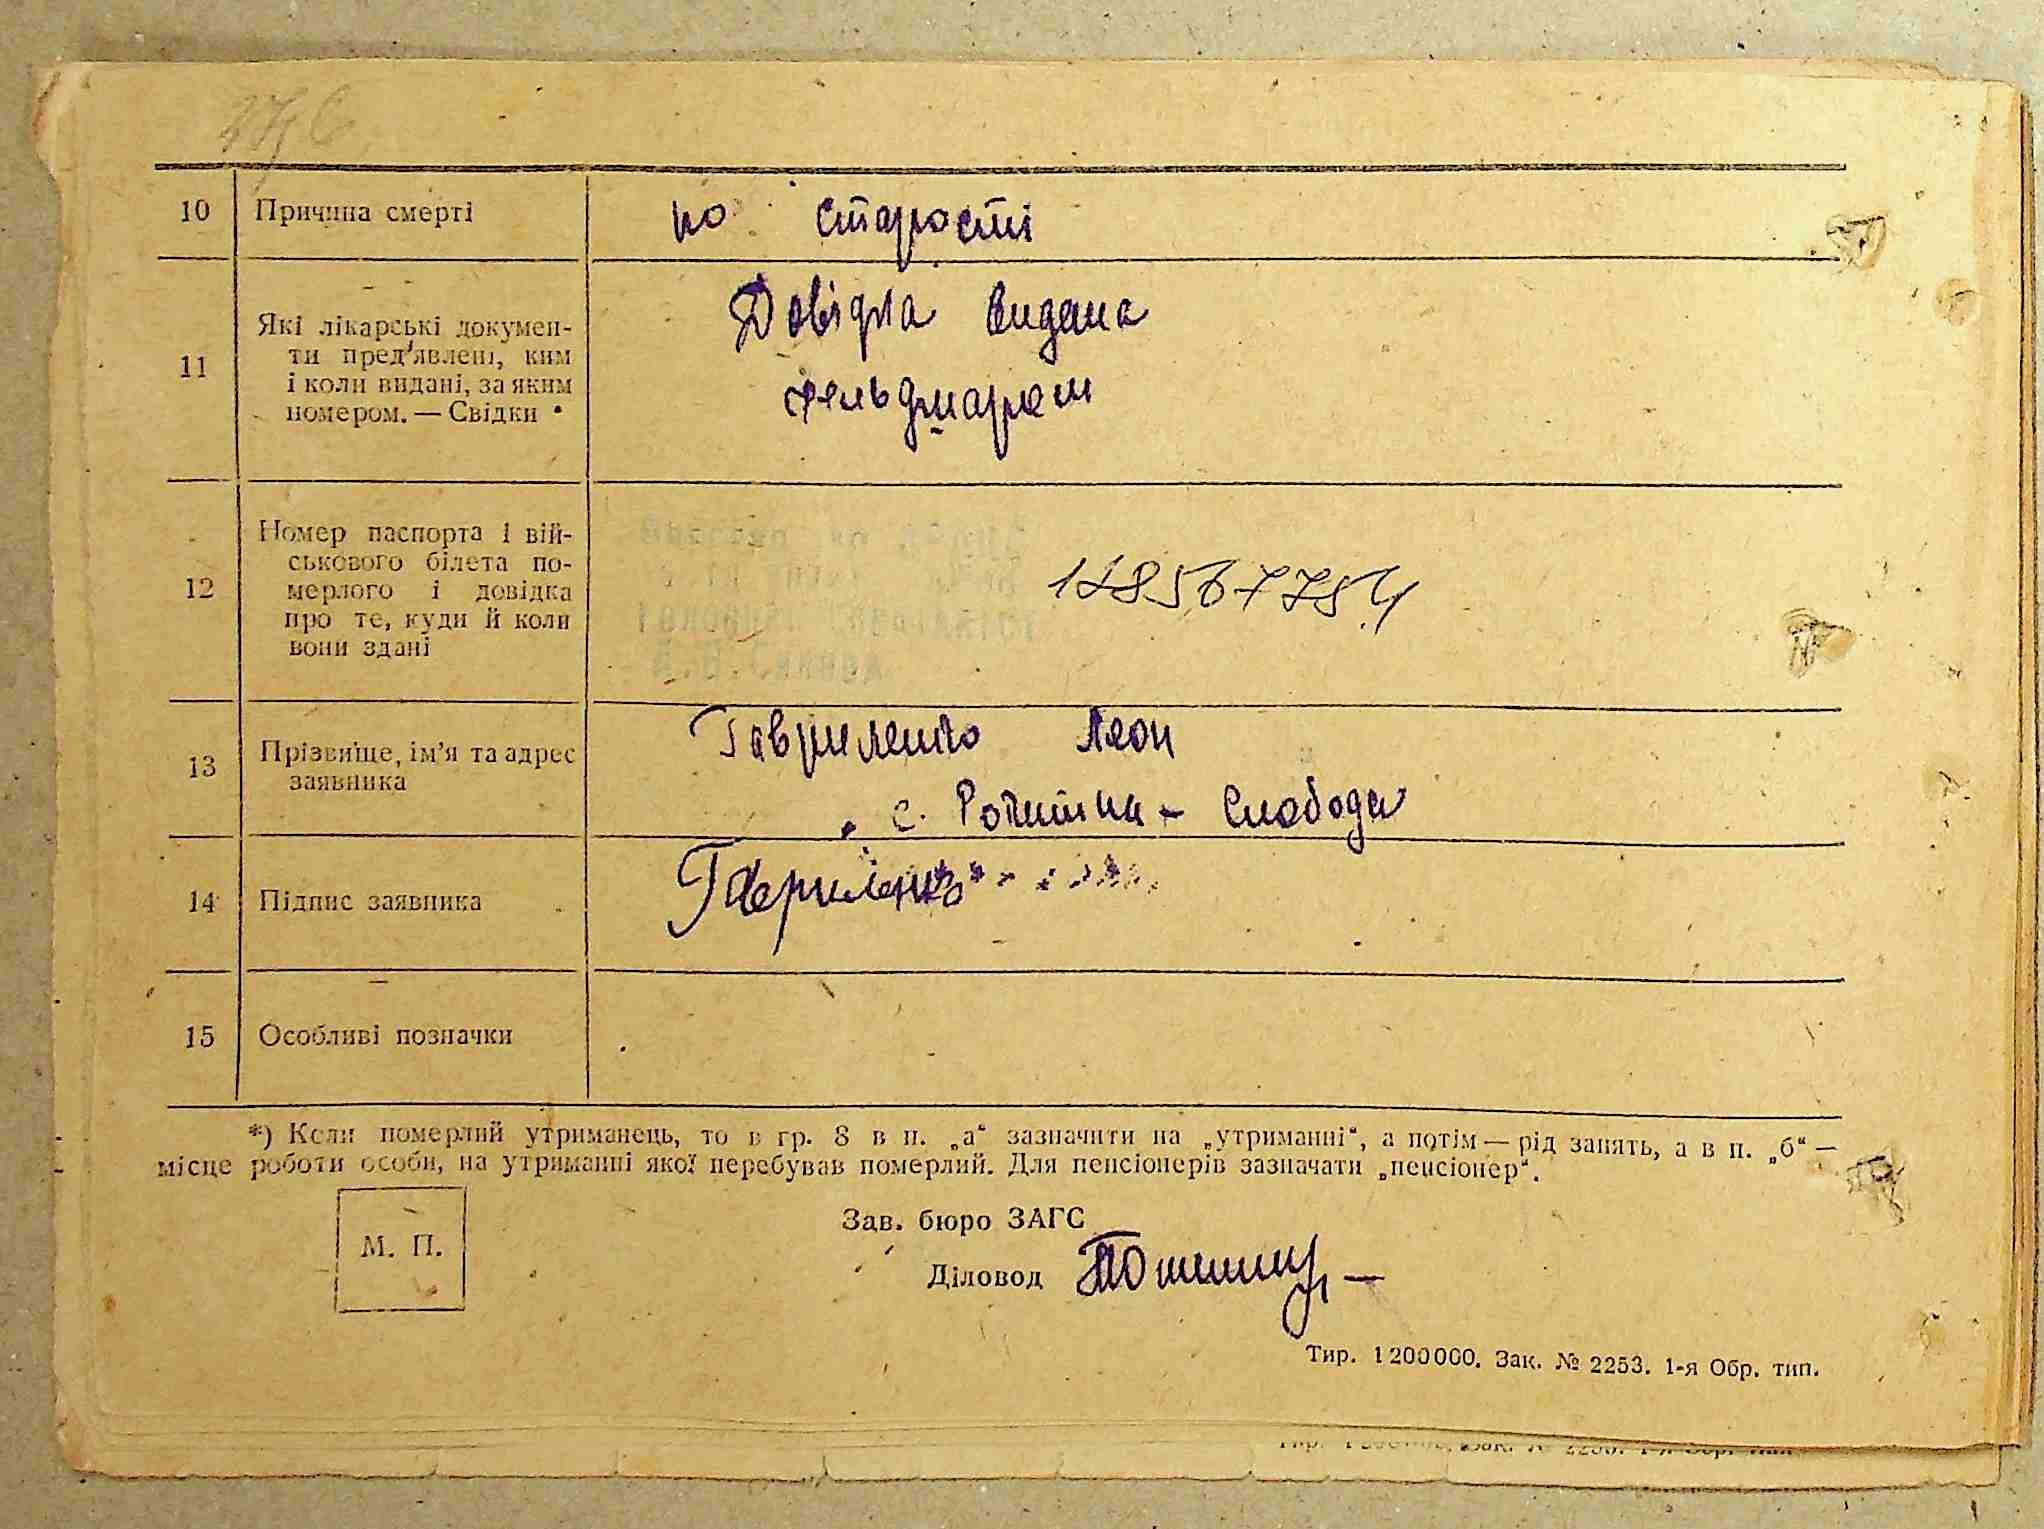 10 Причина смерті по старості
11 Які лікарські докумен-
ти пред'явлені, ким
і коли видані, за яким
номером. — Свідки
Довідка видана
фельдшаром
12 Номер паспорта і вій-
ськового білета по-
мерлого і довідка
про те, куди й коли
вони здані
13 Прізвище, ім'я та адрес
заявника
Гавриленко Леон
с. Рокитна - Слобода
14 Підпис заявника Гавриленко
15 Особливі позначки
*) Коли померлий утриманець, то в гр. 8 в п. „а“ зазначити на „утриманні“, а потім — рід занять, а в п. „б“ —
місце роботи особи, на утриманні якої перебував померлий. Для пенсіонерів зазначати „пенсіонер“.
М. П.
Зав. бюро ЗАГС
Діловод
Тир. 1200000. Зак. № 2253. 1-я Обр. тип.